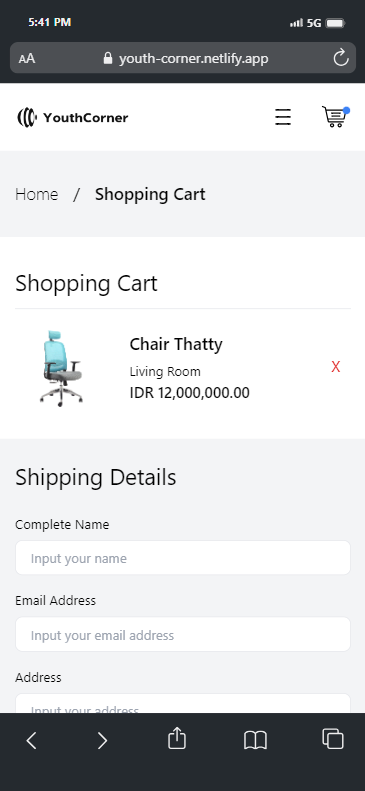 5:41 PM
5G
AA
youth-corner.netlify.app
YouthCorner
Home / Shopping Cart
Shopping Cart
Chair Thatty
Living Room
IDR 12,000,000.00
X
Shipping Details
Complete Name
Input your name
Email Address
Input your email address
Address
Input your address